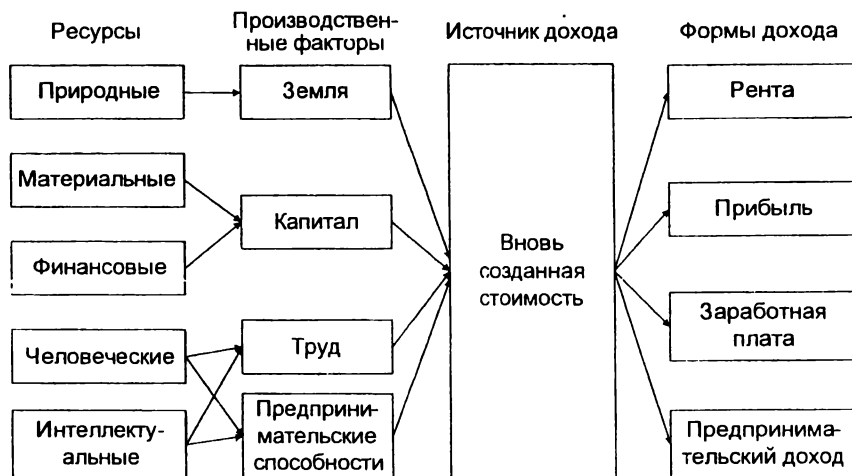 Ресурсы
Производствен-
ные факторы
Источник дохода
Формы дохода
Природные
Земля
Рента
Материальные
Капитал
Прибыль
Финансовые
Вновь
созданная
стоимость
Человеческие
Труд
Заработная
плата
Интеллекту-
альные
Предприни-
мательские
способности
Предпринима-
тельский доход